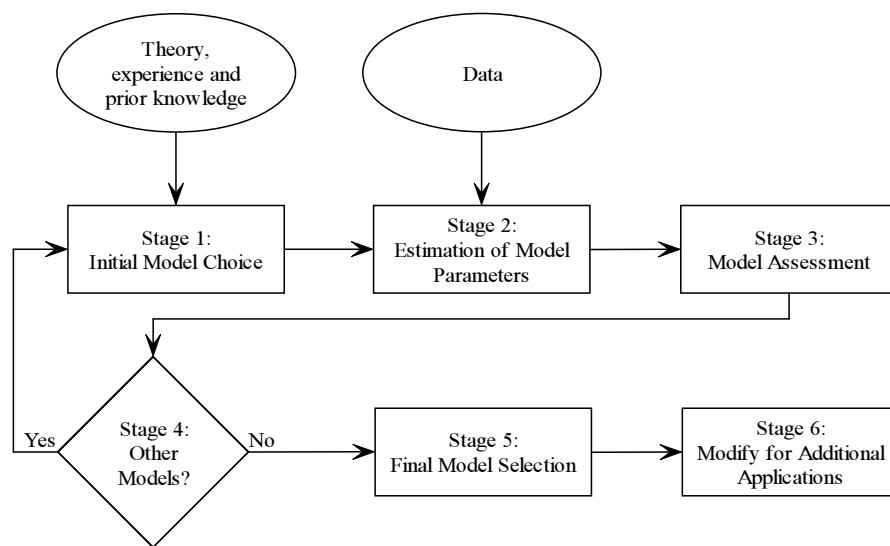 Theory,
experience and
prior knowledge
Data
Stage 1:
Initial Model Choice
Stage 2:
Estimation of Model
Parameters
Stage 3:
Model Assessment
Yes
Stage 4:
Other
Models?
No
Stage 5:
Final Model Selection
Stage 6:
Modify for Additional
Applications